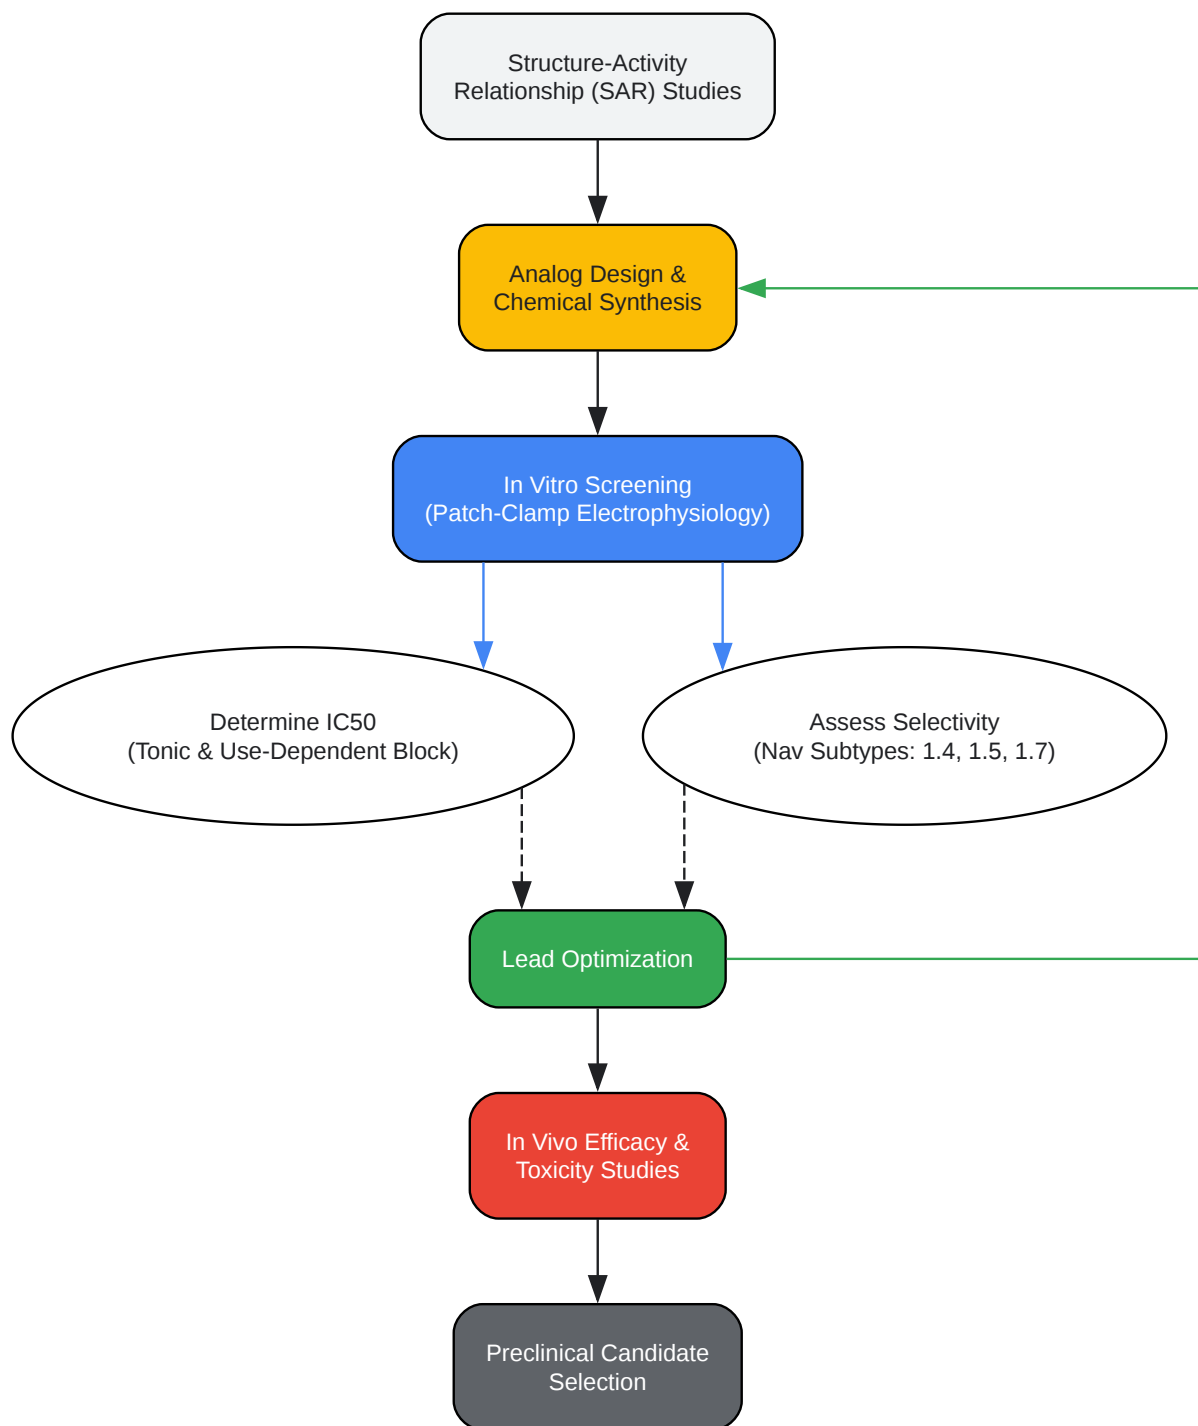 Structure-Activity
Relationship (SAR) Studies
Analog Design &
Chemical Synthesis
In Vitro Screening
(Patch-Clamp Electrophysiology)
Determine IC50
(Tonic & Use-Dependent Block)
Assess Selectivity
(Nav Subtypes: 1.4, 1.5, 1.7)
Lead Optimization
In Vivo Efficacy &
Toxicity Studies
Preclinical Candidate
Selection